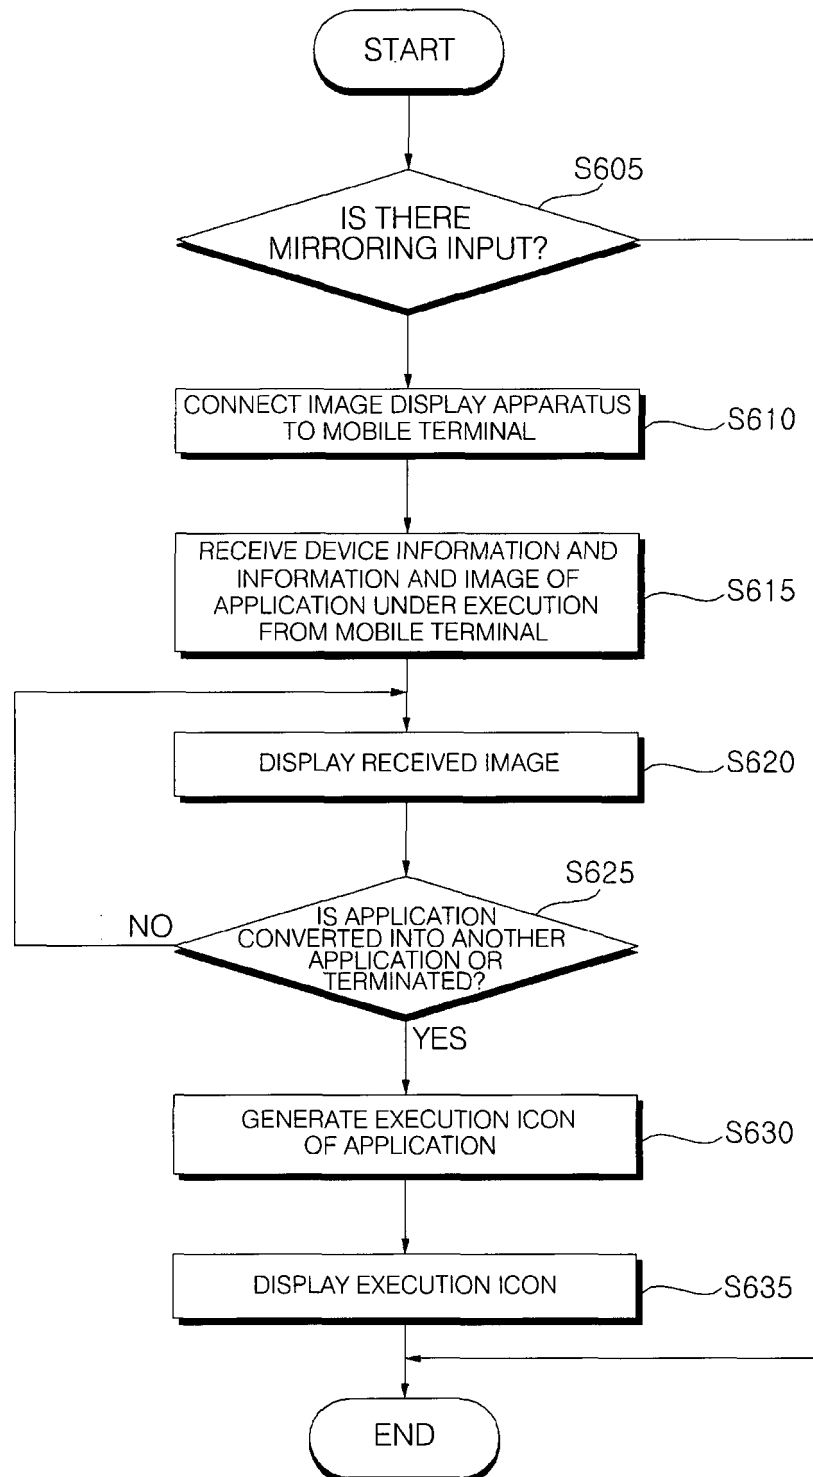 START
S605
IS THERE
MIRRORING INPUT?
CONNECT IMAGE DISPLAY APPARATUS
TO MOBILE TERMINAL
S610
RECEIVE DEVICE INFORMATION AND
INFORMATION AND IMAGE OF
APPLICATION UNDER EXECUTION
FROM MOBILE TERMINAL
S615
DISPLAY RECEIVED IMAGE
S620
S625
IS APPLICATION
CONVERTED INTO ANOTHER
APPLICATION OR
TERMINATED?
NO
YES
GENERATE EXECUTION ICON
OF APPLICATION
S630
DISPLAY EXECUTION ICON
S635
END